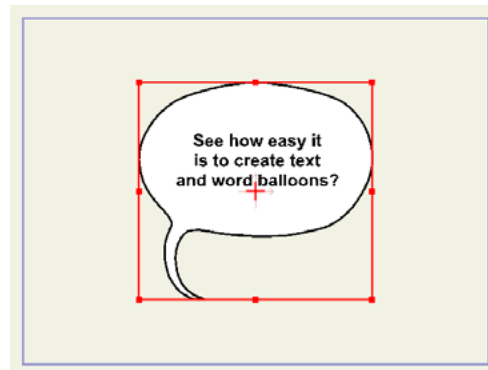 See how easy it
is to create text
and word balloons?